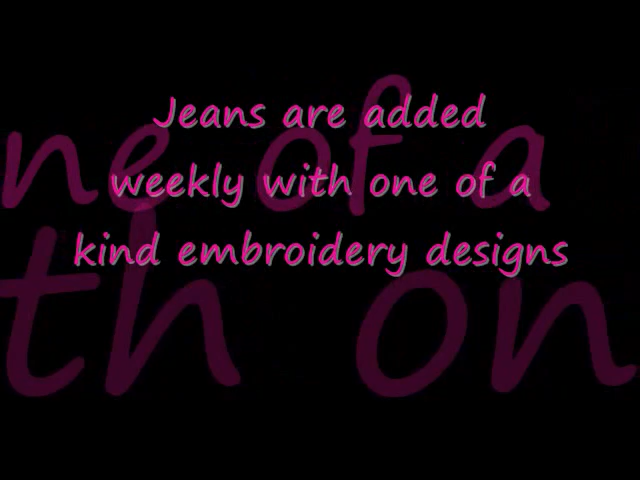 Jeans are added
weekly with one of a
kind embroidery designs
ne of a
th on